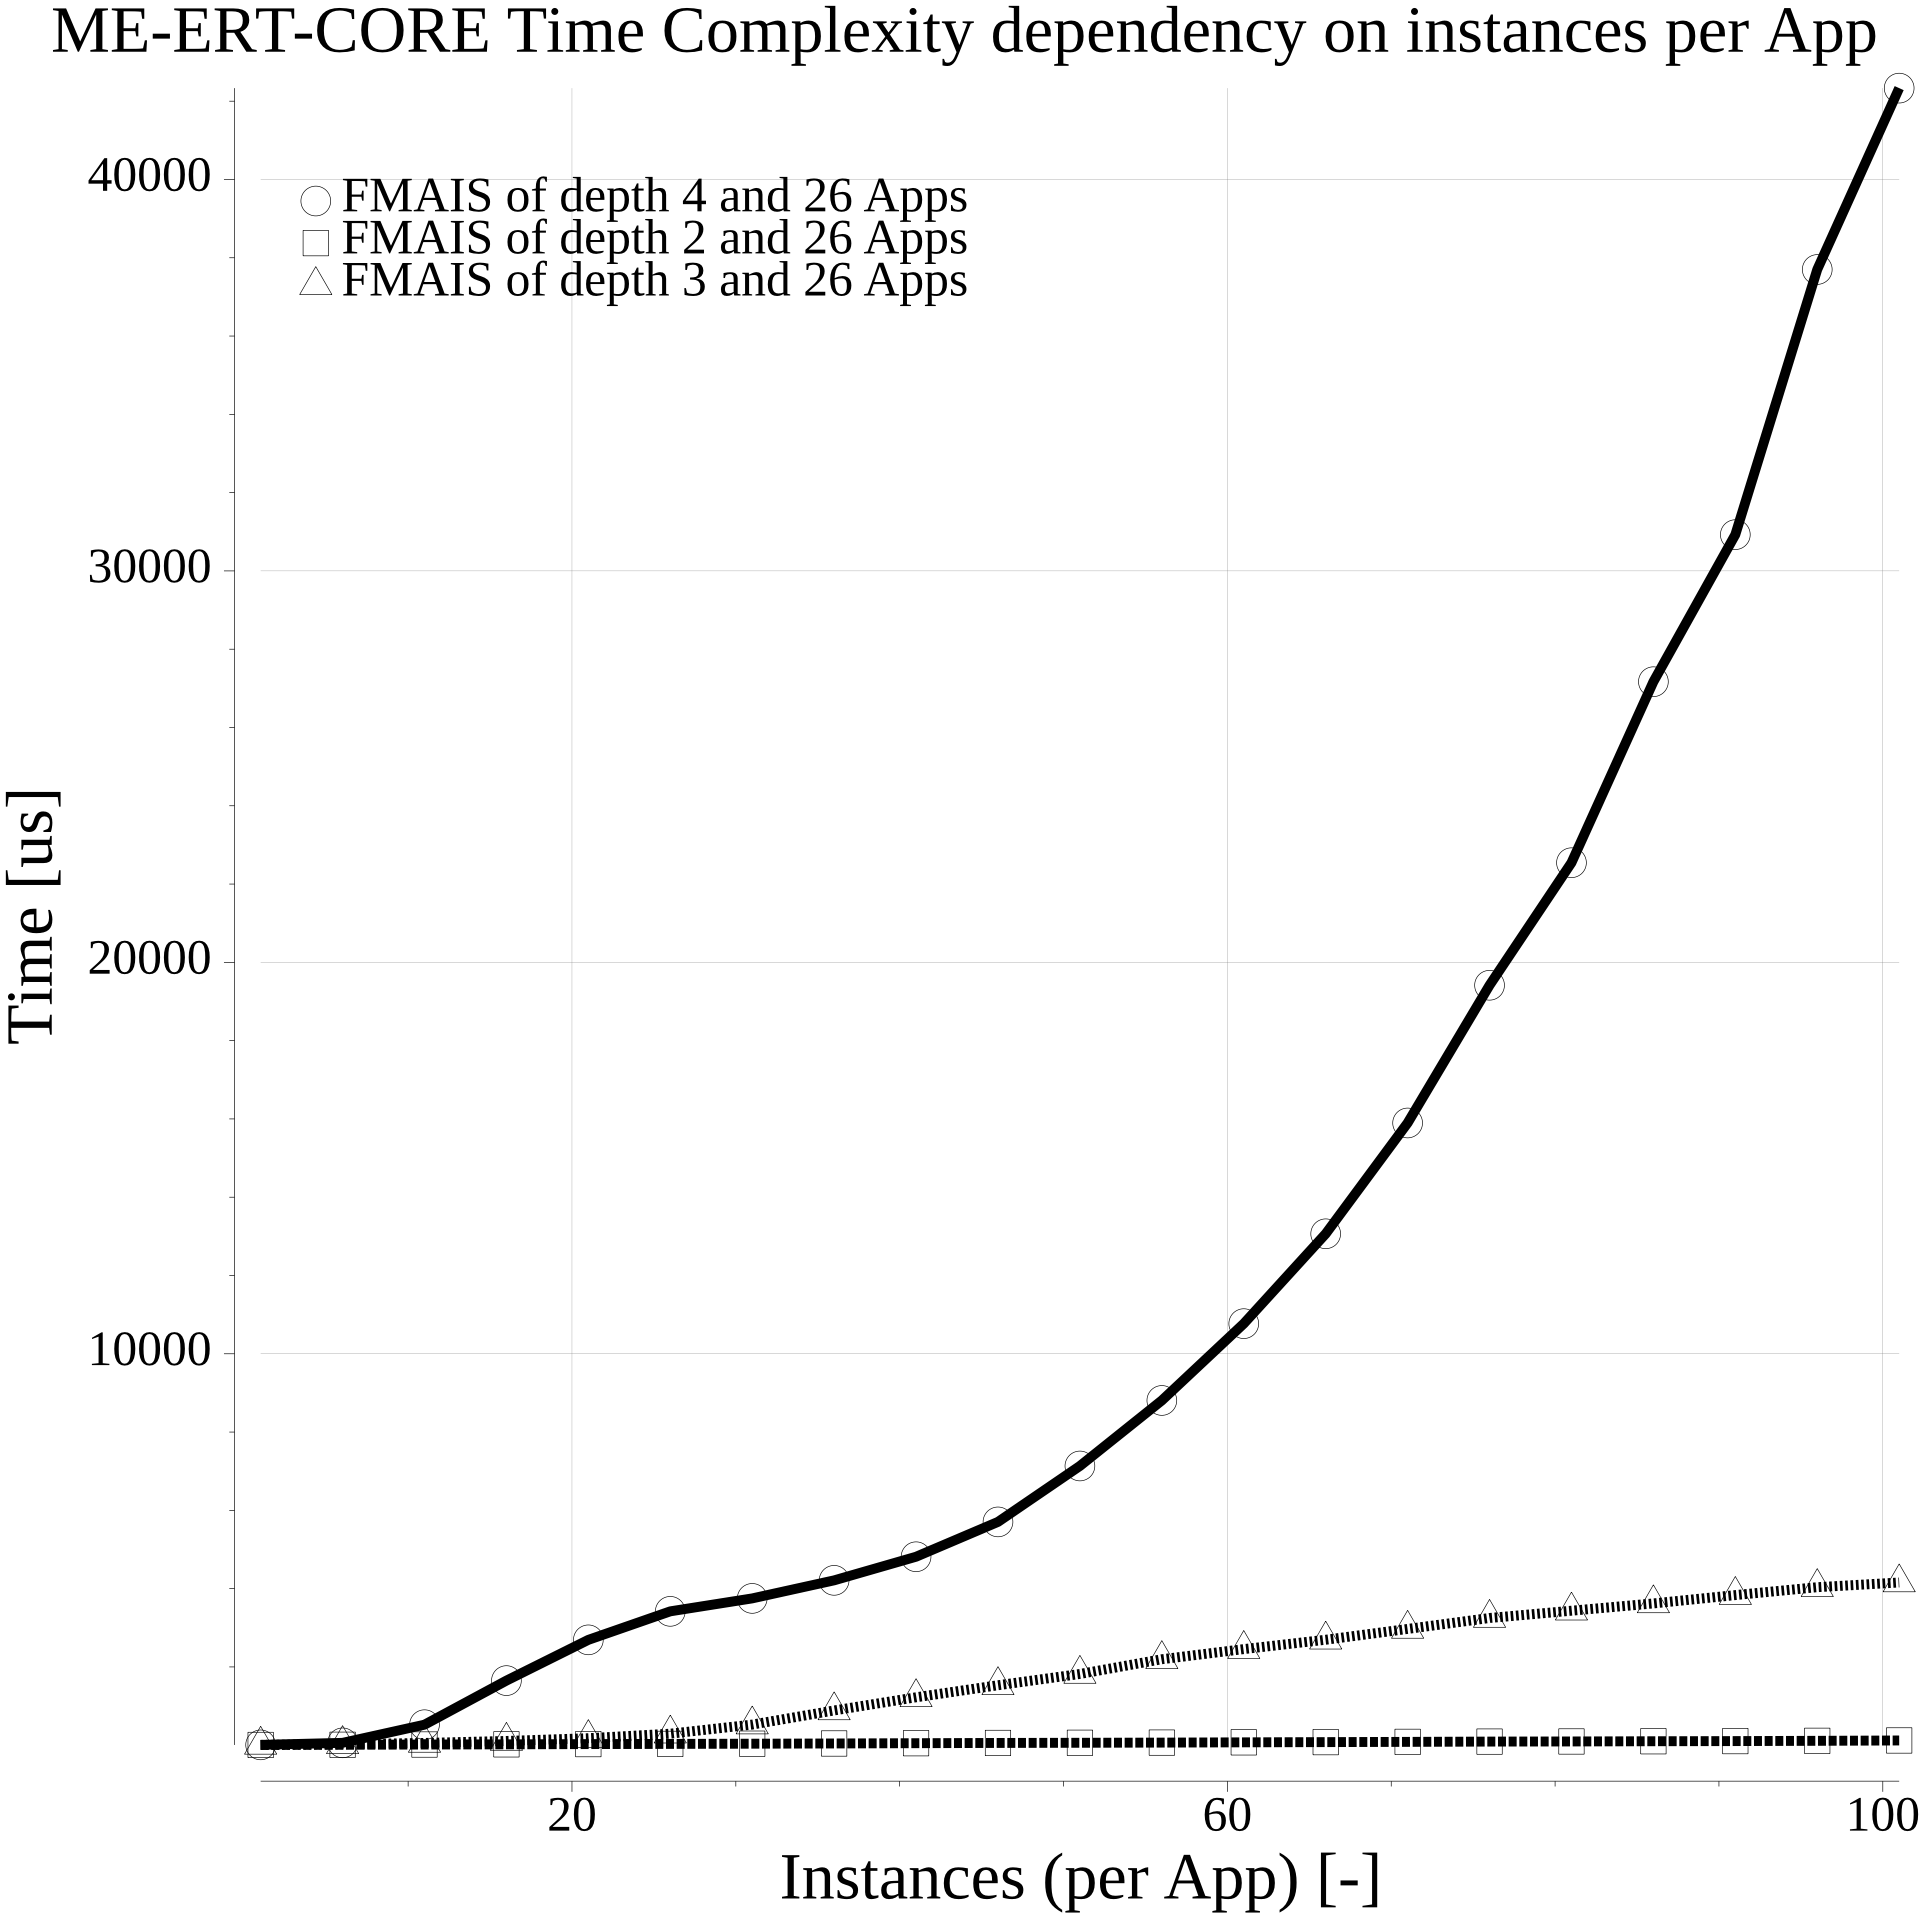 ME-ERT-CORE Time Complexity dependency on instances per App
40000
FMAIS of depth 4 and 26 Apps
FMAIS of depth 2 and 26 Apps
FMAIS of depth 3 and 26 Apps
30000
Time [us]
20000
10000
20 60 100
Instances (per App) [-]